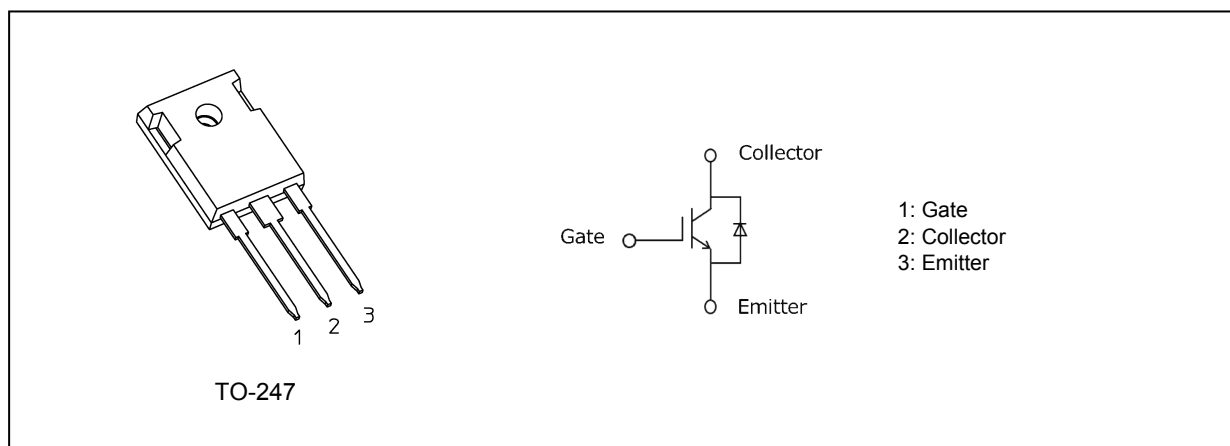 1
2
3
TO-247
Collector
Gate
Emitter
1: Gate
2: Collector
3: Emitter